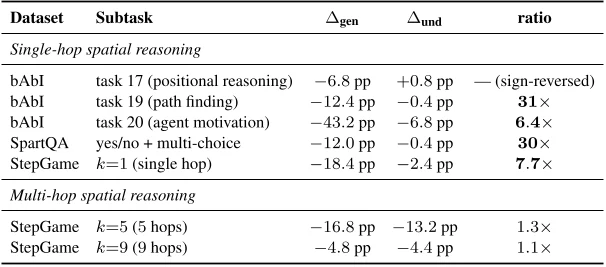 Dataset Subtask Δgen Δund ratio
Single-hop spatial reasoning
bAbI task 17 (positional reasoning) −6.8 pp +0.8 pp — (sign-reversed)
bAbI task 19 (path finding) −12.4 pp −0.4 pp 31×
bAbI task 20 (agent motivation) −43.2 pp −6.8 pp 6.4×
SpartQA yes/no + multi-choice −12.0 pp −0.4 pp 30×
StepGame k=1 (single hop) −18.4 pp −2.4 pp 7.7×
Multi-hop spatial reasoning
StepGame k=5 (5 hops) −16.8 pp −13.2 pp 1.3×
StepGame k=9 (9 hops) −4.8 pp −4.4 pp 1.1×